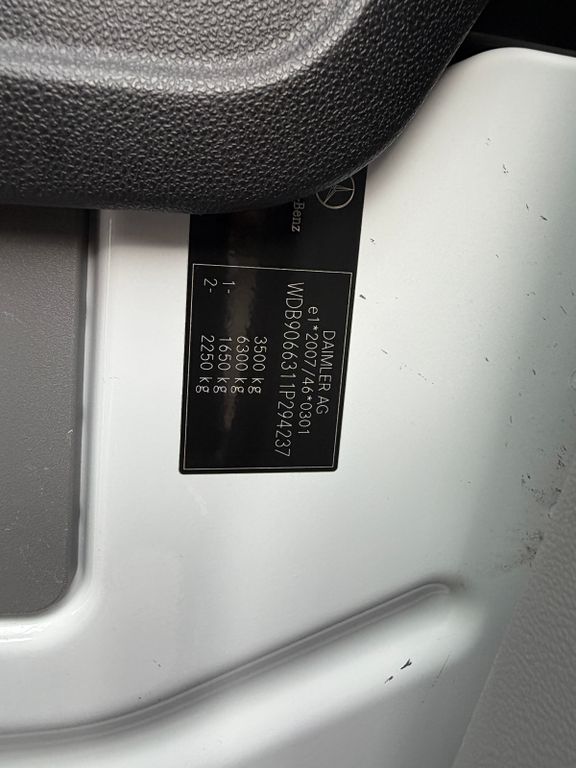 -Benz
DAIMLER AG
e1*2007/46*0301
WDB9066311P294237
3500 kg
6300 kg
1- 1650 kg
2- 2250 kg